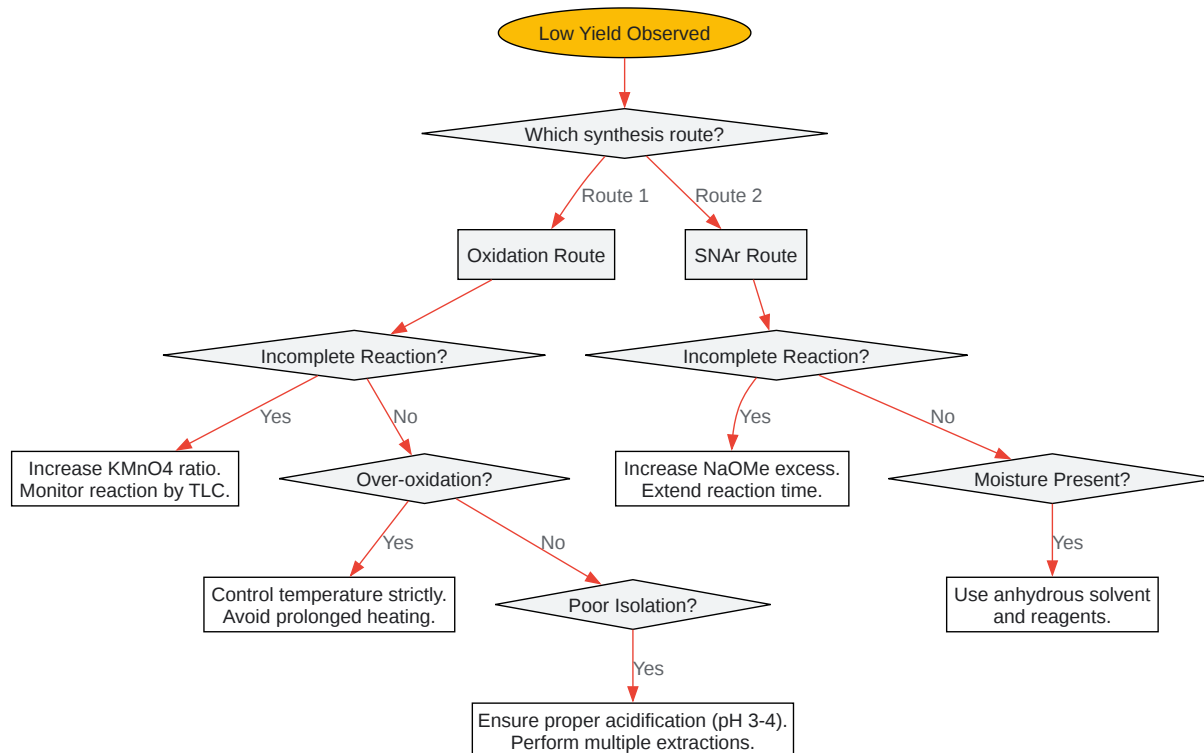 Low Yield Observed
Which synthesis route?
Route 1
Route 2
Oxidation Route
SNAr Route
Incomplete Reaction?
Incomplete Reaction?
Yes
No
Yes
No
Increase KMnO4 ratio.
Monitor reaction by TLC.
Over-oxidation?
Increase NaOMe excess.
Extend reaction time.
Moisture Present?
Yes
No
Yes
Control temperature strictly.
Avoid prolonged heating.
Poor Isolation?
Use anhydrous solvent
and reagents.
Yes
Ensure proper acidification (pH 3-4).
Perform multiple extractions.